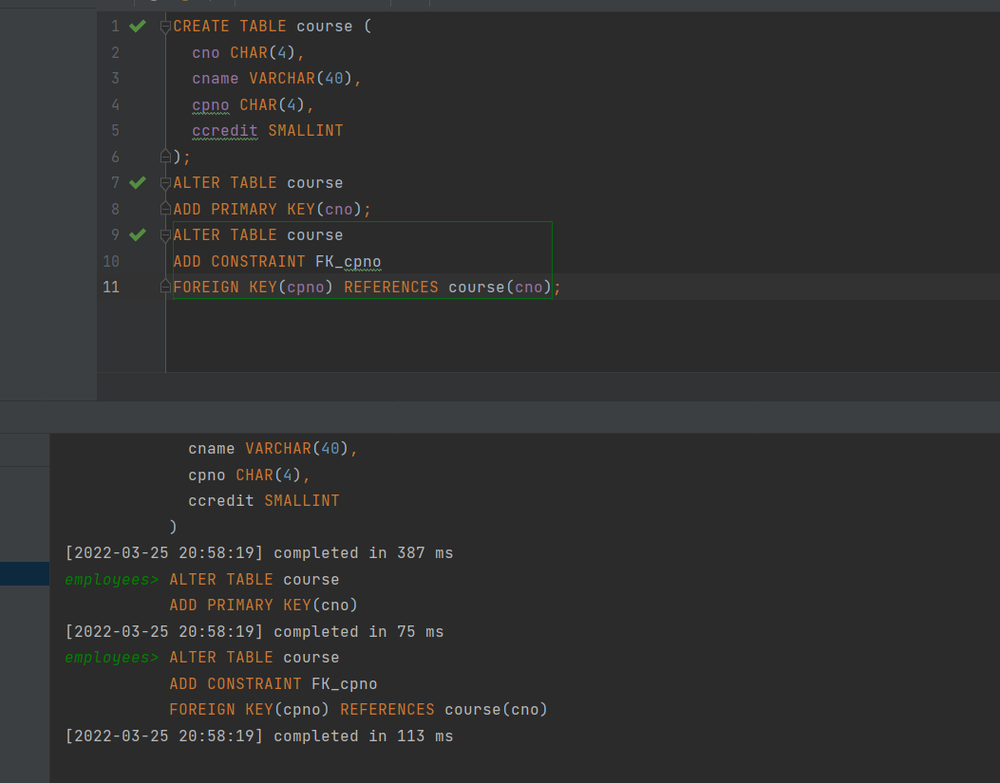 1 CREATE TABLE course (
2 cno CHAR(4),
3 cname VARCHAR(40),
4 cpno CHAR(4),
5 ccredit SMALLINT
6 );
7 ALTER TABLE course
8 ADD PRIMARY KEY(cno);
9 ALTER TABLE course
10 ADD CONSTRAINT FK_cpno
11 FOREIGN KEY(cpno) REFERENCES course(cno);
cname VARCHAR(40),
cpno CHAR(4),
ccredit SMALLINT
)
[2022-03-25 20:58:19] completed in 387 ms
employees> ALTER TABLE course
ADD PRIMARY KEY(cno)
[2022-03-25 20:58:19] completed in 75 ms
employees> ALTER TABLE course
ADD CONSTRAINT FK_cpno
FOREIGN KEY(cpno) REFERENCES course(cno)
[2022-03-25 20:58:19] completed in 113 ms